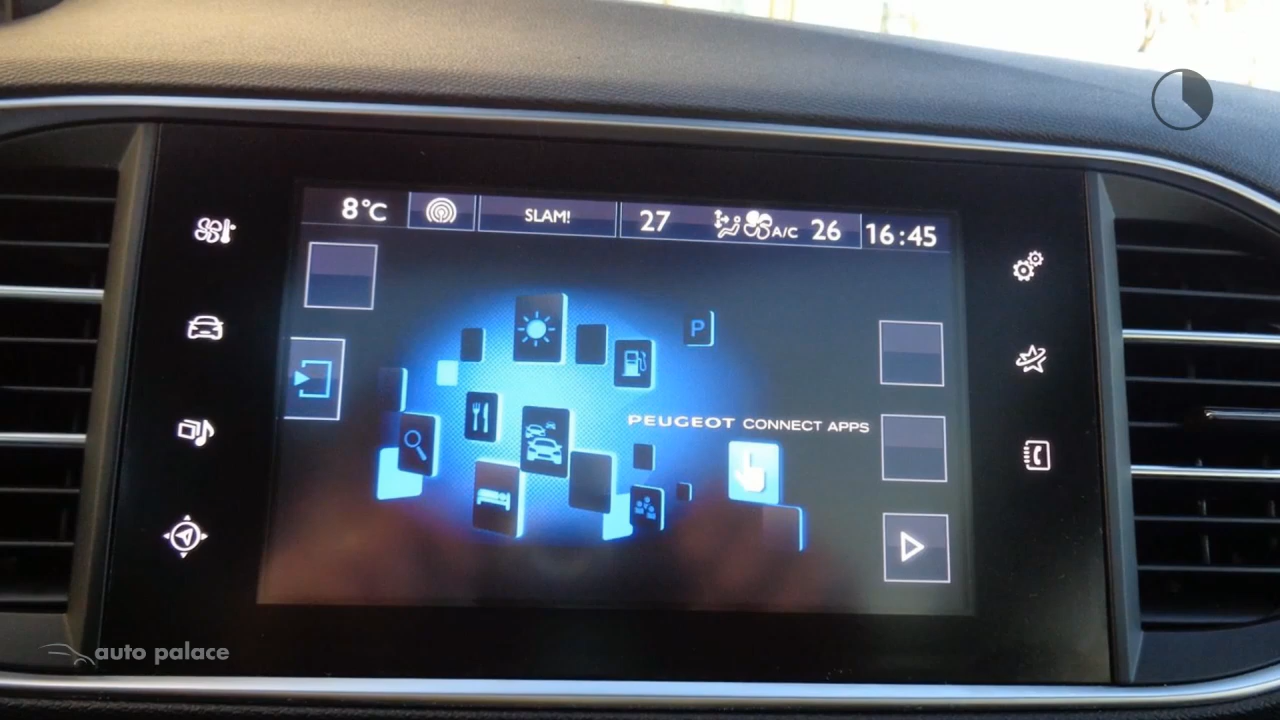 8°C
SLAM!
27
A/C
26
16:45
P
PEUGEOT CONNECT APPS
auto palace